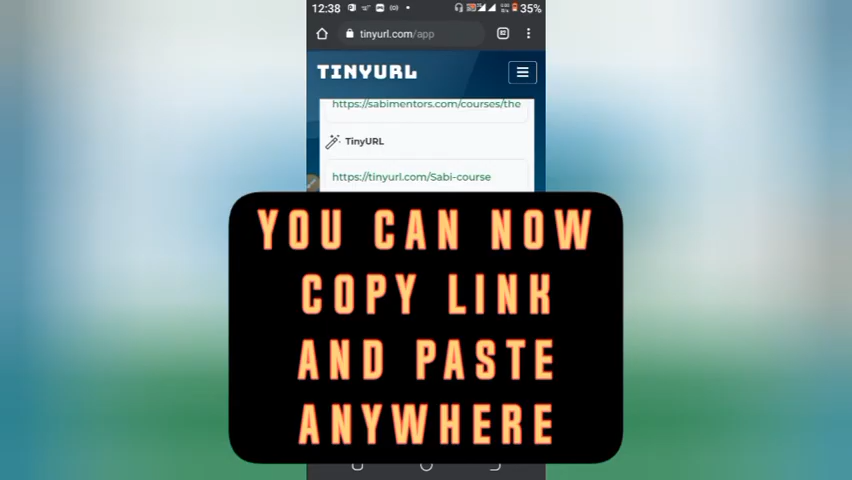 12:38
35%
tinyurl.com/app
TINYURL
https://sabimentors.com/courses/the
TinyURL
https://tinyurl.com/Sabi-course
YOU CAN NOW
COPY LINK
AND PASTE
ANYWHERE